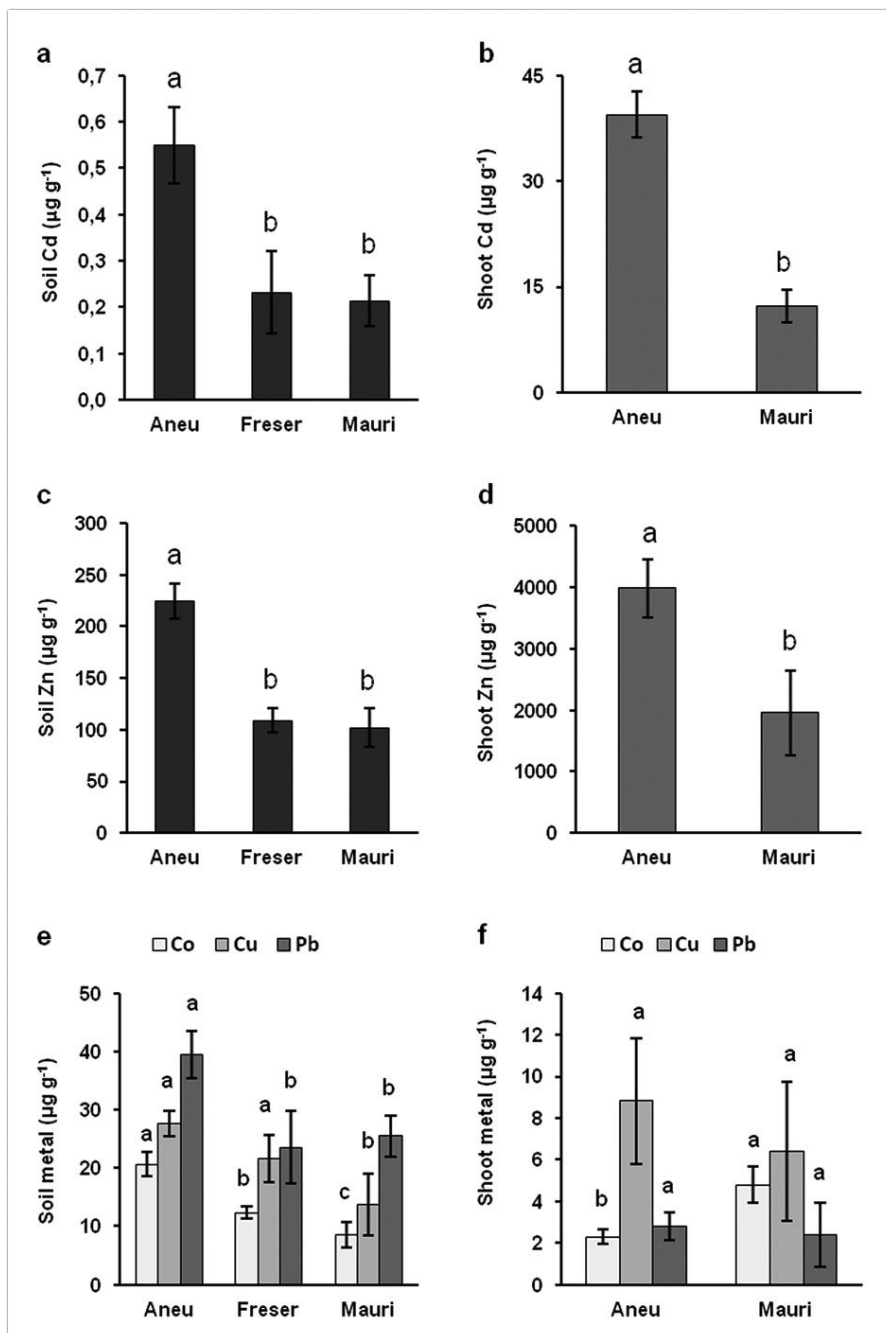 a
Soil Cd (µg g⁻¹)
0,7
0,6
0,5
0,4
0,3
0,2
0,1
0,0
a
b
b
Aneu Freser Mauri
b
Shoot Cd (µg g⁻¹)
45
30
15
0
a
b
Aneu Mauri
c
Soil Zn (µg g⁻¹)
300
250
200
150
100
50
0
a
b
b
Aneu Freser Mauri
d
Shoot Zn (µg g⁻¹)
5000
4000
3000
2000
1000
0
a
b
Aneu Mauri
e
Co Cu Pb
Soil metal (µg g⁻¹)
50
40
30
20
10
0
a a a
b a b
c b b
Aneu Freser Mauri
f
Co Cu Pb
Shoot metal (µg g⁻¹)
14
12
10
8
6
4
2
0
b a a
a a a
Aneu Mauri